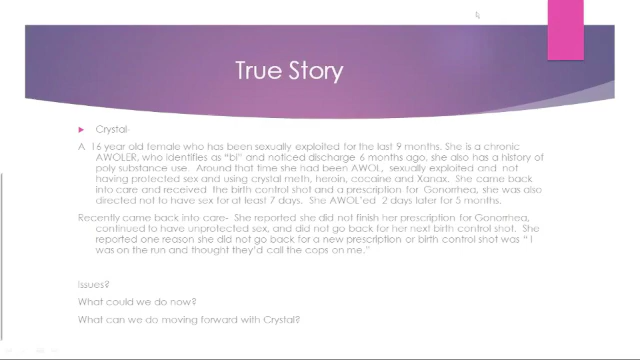 True Story
Crystal-
A 16 year old female who has been sexually exploited for the last 9 months. She is a chronic
AWOLER, who identifies as "bi" and noticed discharge 6 months ago, she also has a history of
poly substance use. Around that time she had been AWOL, sexually exploited and not
having protected sex and using crystal meth, heroin, cocaine and Xanax. She came back
into care and received the birth control shot and a prescription for Gonorrhea, she was also
directed not to have sex for at least 7 days. She AWOL'ed 2 days later for 5 months.
Recently came back into care- She reported she did not finish her prescription for Gonorrhea,
continued to have unprotected sex, and did not go back for her next birth control shot. She
reported one reason she did not go back for a new prescription or birth control shot was " I
was on the run and thought they'd call the cops on me."
Issues?
What could we do now?
What can we do moving forward with Crystal?